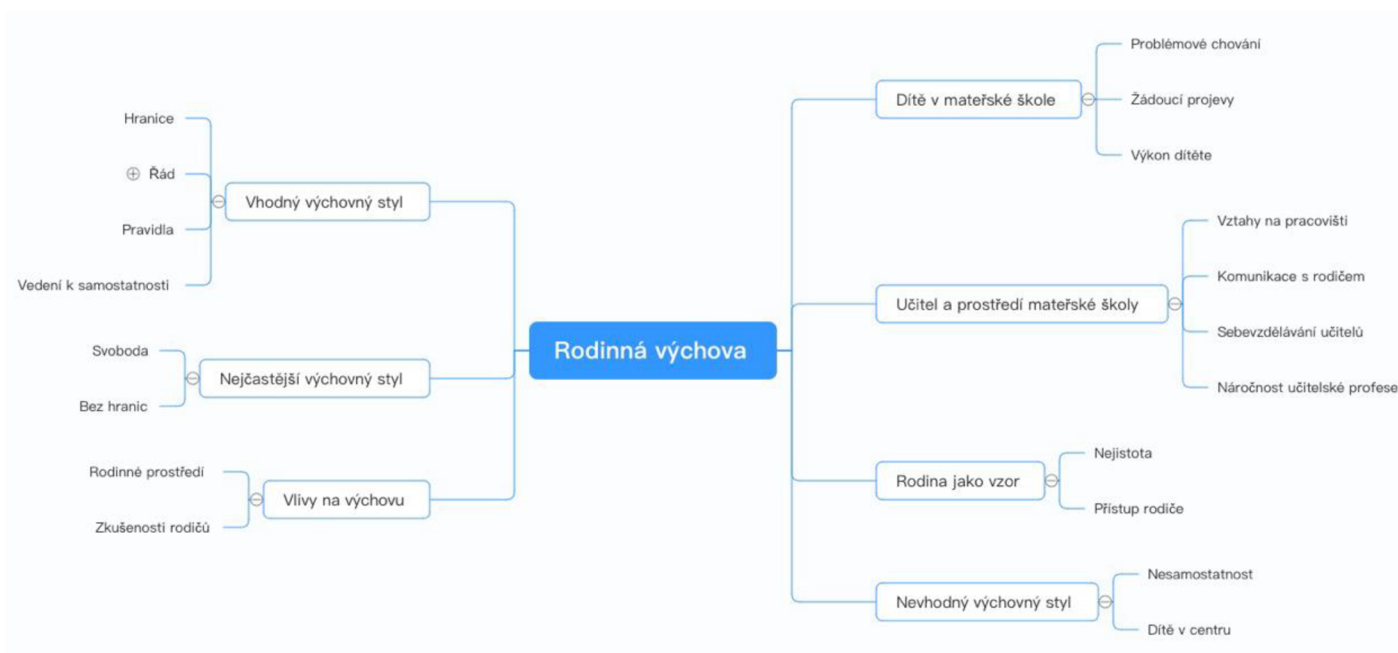 Rodinná výchova
Vhodný výchovný styl
Hranice
Řád
Pravidla
Vedení k samostatnosti
Nejčastější výchovný styl
Svoboda
Bez hranic
Vlivy na výchovu
Rodinné prostředí
Zkušenosti rodičů
Dítě v mateřské škole
Problémové chování
Žádoucí projevy
Výkon dítěte
Učitel a prostředí mateřské školy
Vztahy na pracovišti
Komunikace s rodičem
Sebevzdělávání učitelů
Náročnost učitelské profese
Rodina jako vzor
Nejistota
Přístup rodiče
Nevhodný výchovný styl
Nesamostatnost
Dítě v centru